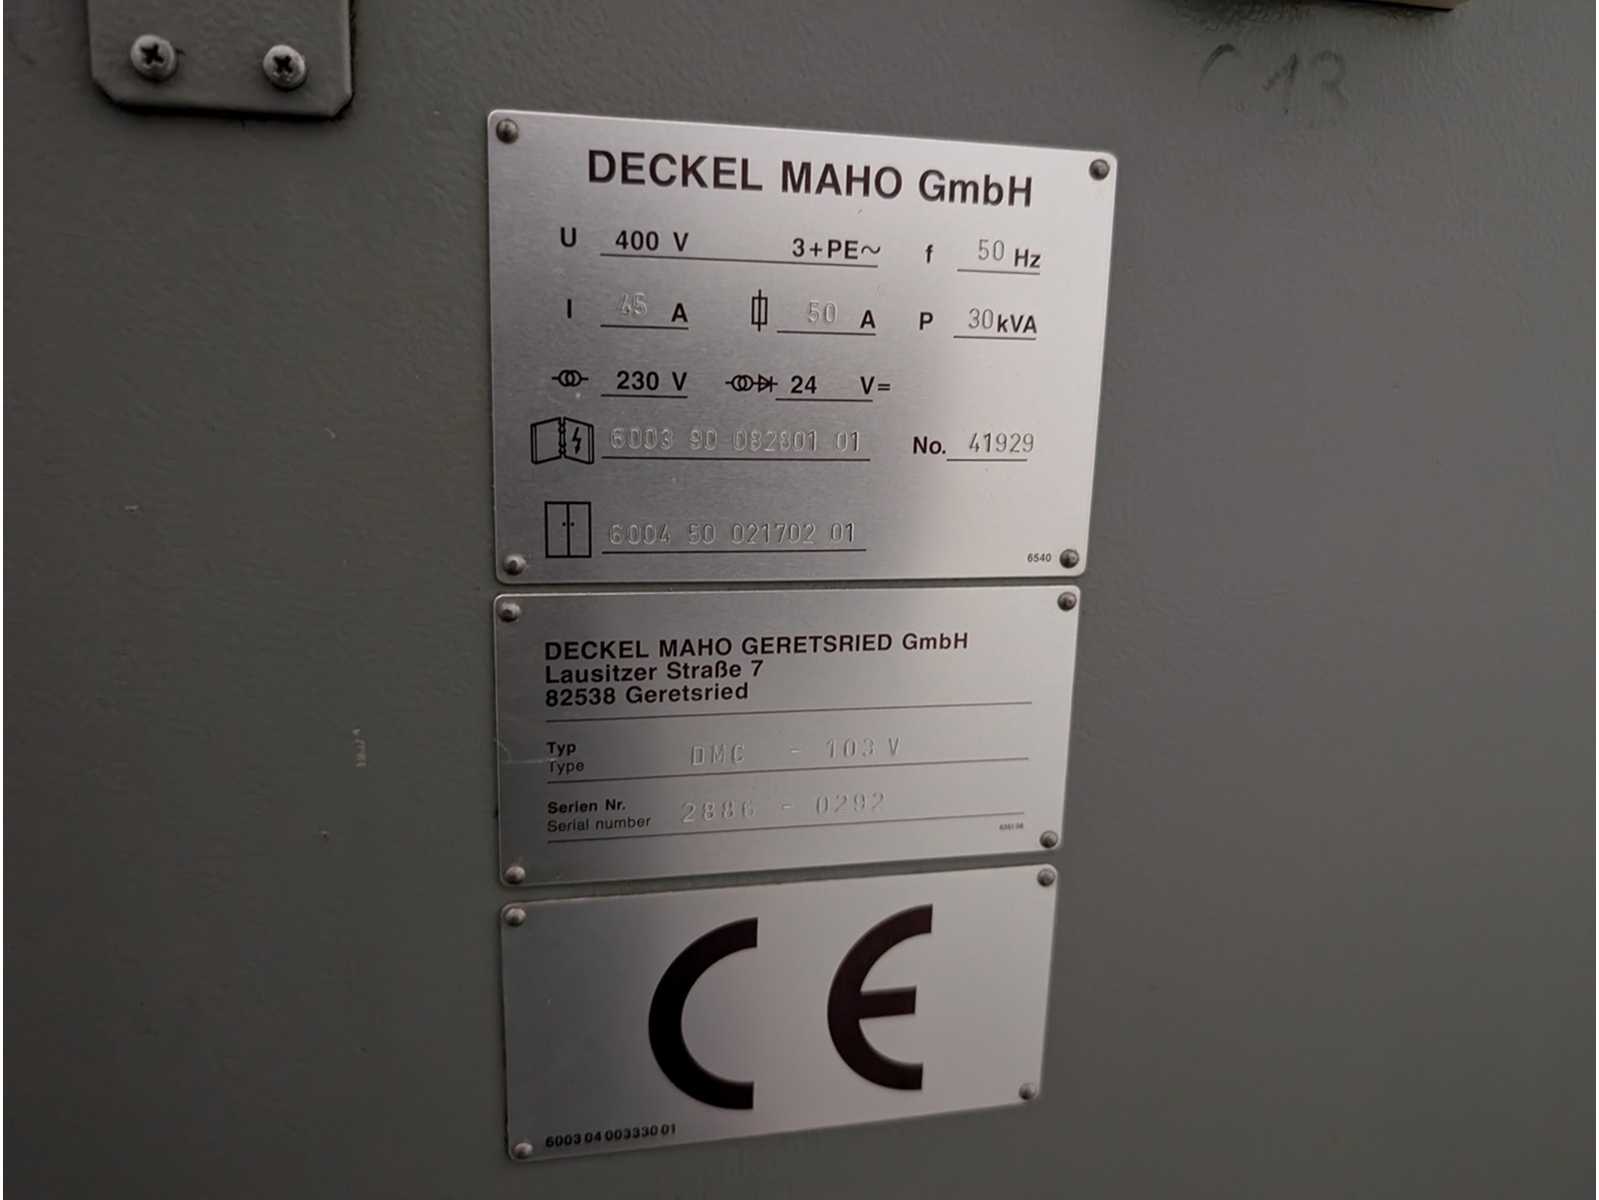 C 13
DECKEL MAHO GmbH
U 400 V 3+PE~ f 50 Hz
I 45 A 50 A P 30kVA
230 V 24 V=
6003 90 082801 01 No. 41929
6004 50 021702 01
6540
DECKEL MAHO GERETSRIED GmbH
Lausitzer Straße 7
82538 Geretsried
Typ
Type DMC - 103 V
Serien Nr.
Serial number 2886 - 0292
CE
6003 04 003330 01